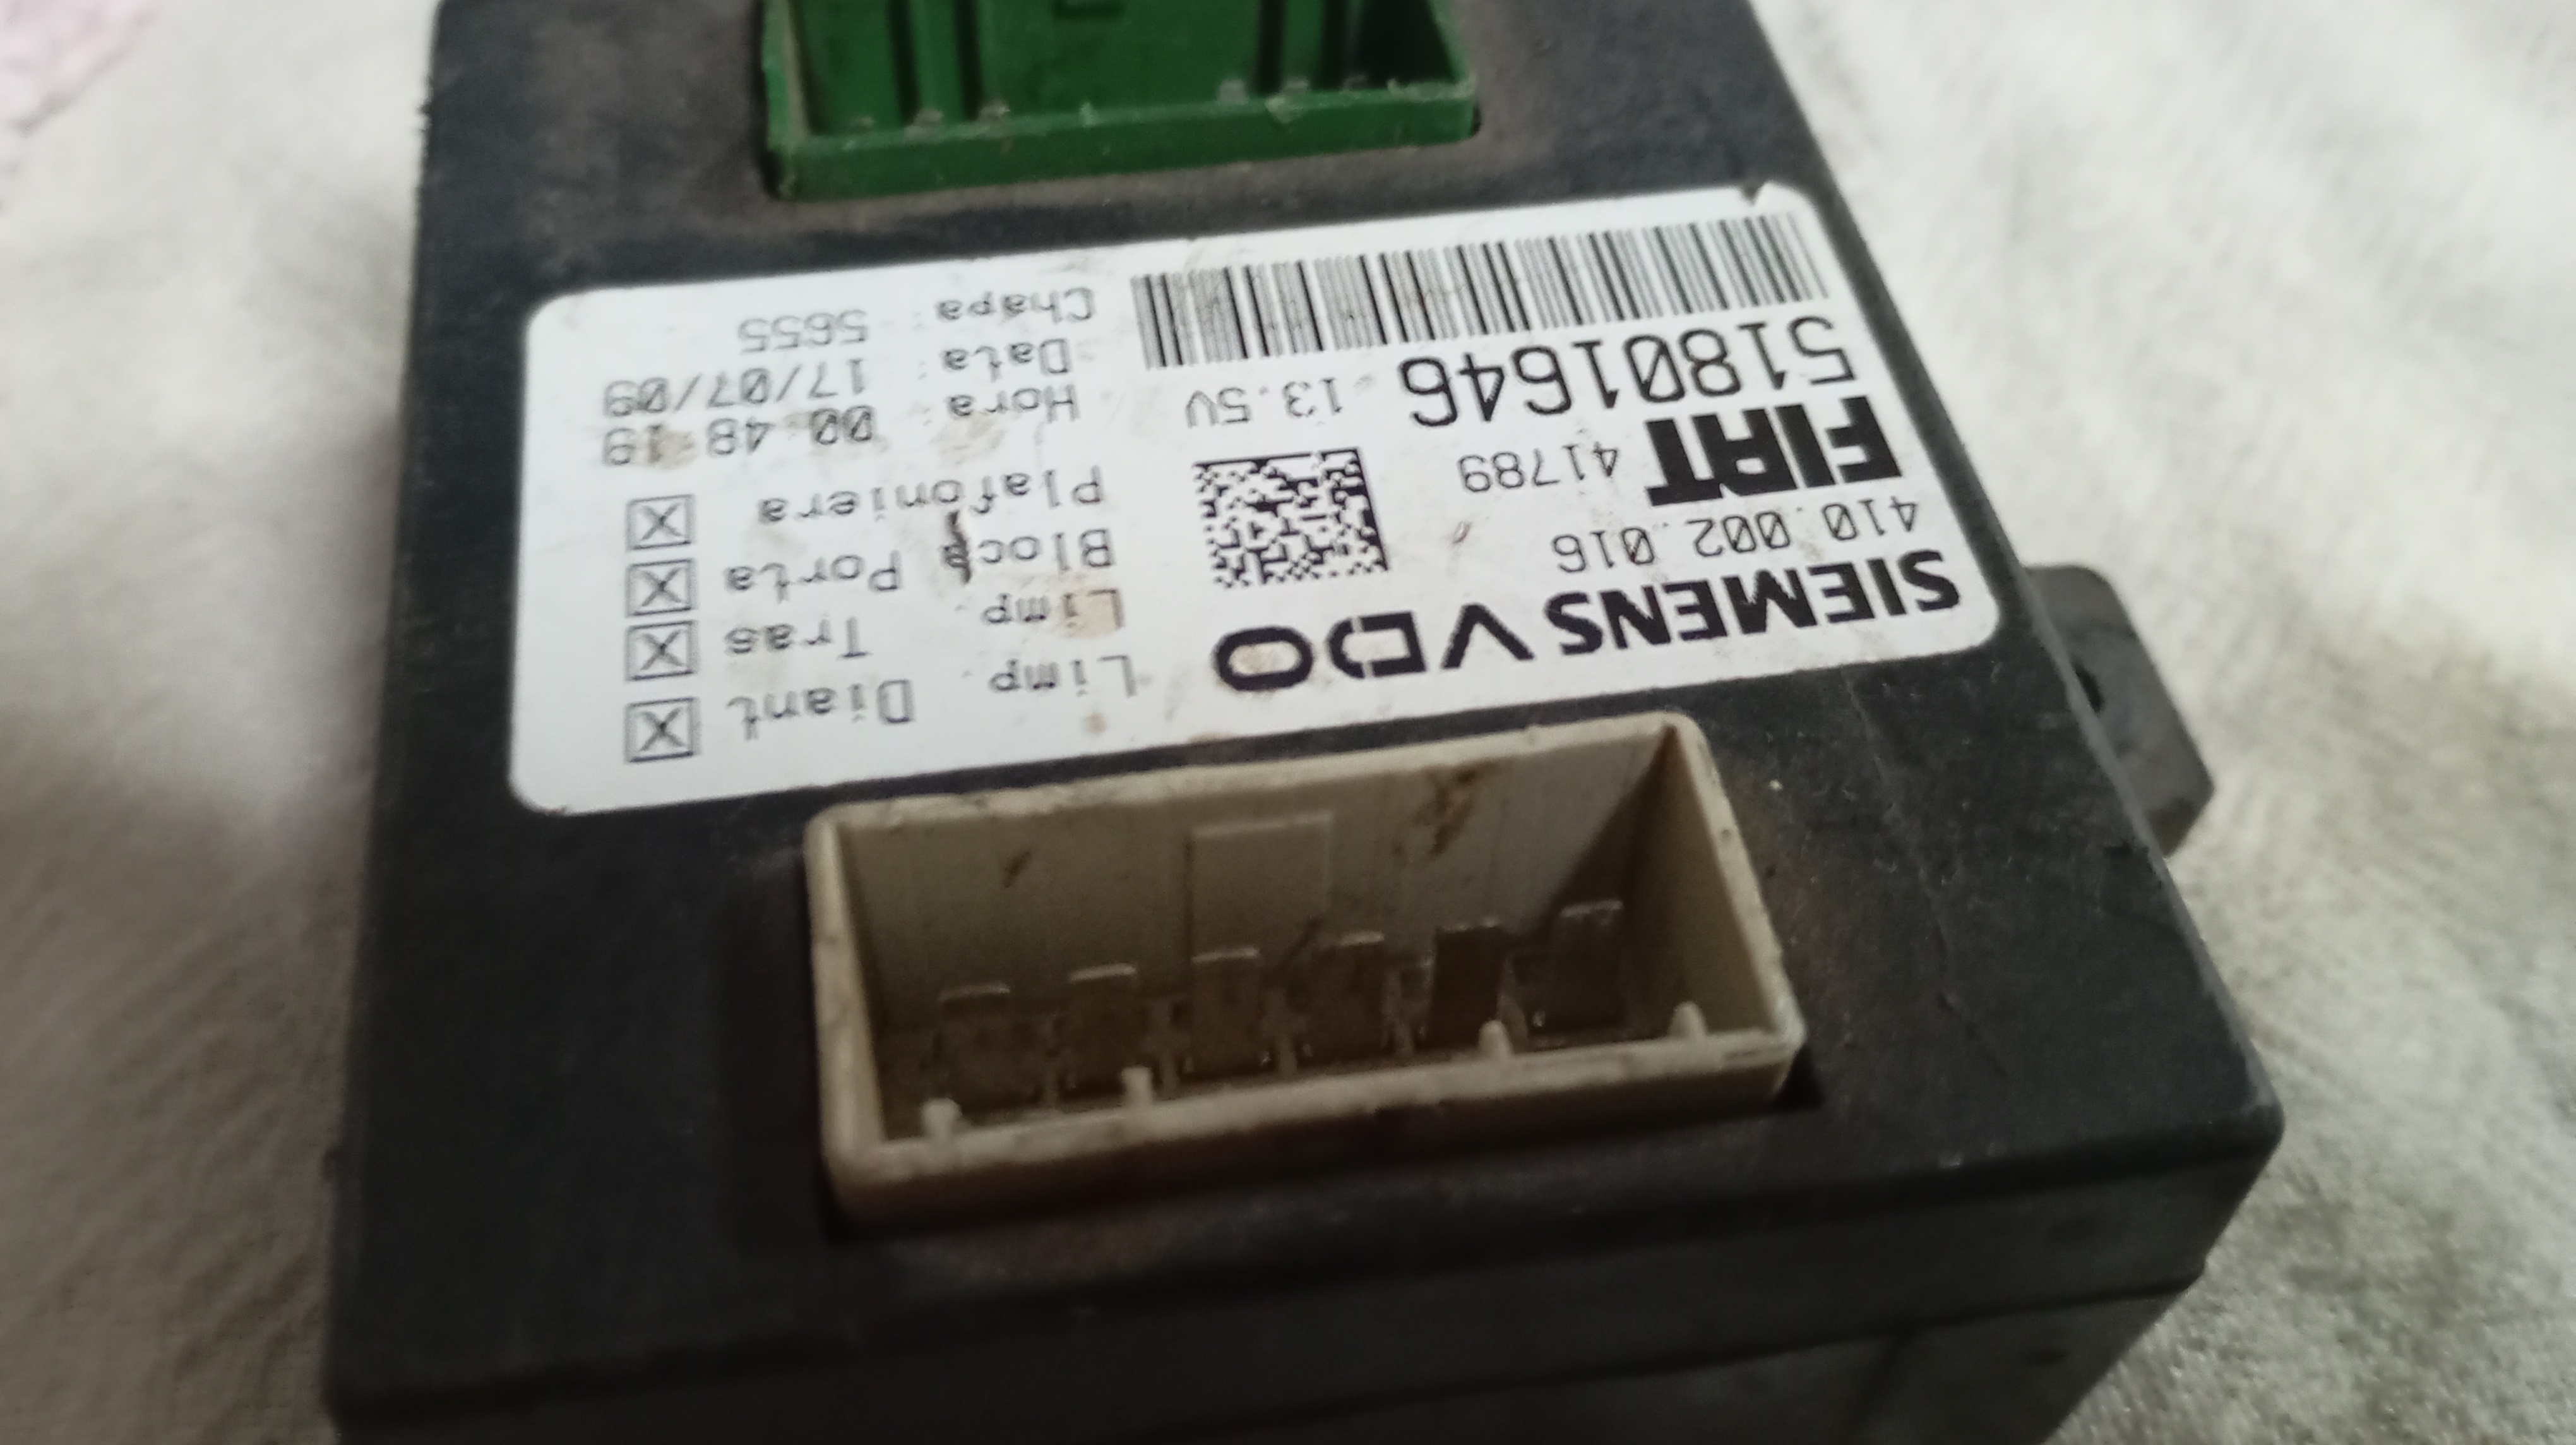 SIEMENS VDO
410.002.016
FIAT 41789
51801646 13.5V
Limp. Diant
Limp. Tras
Bloc Porta
Plafoniera
Hora: 00:48:19
Data: 17/07/09
Chapa: 5655